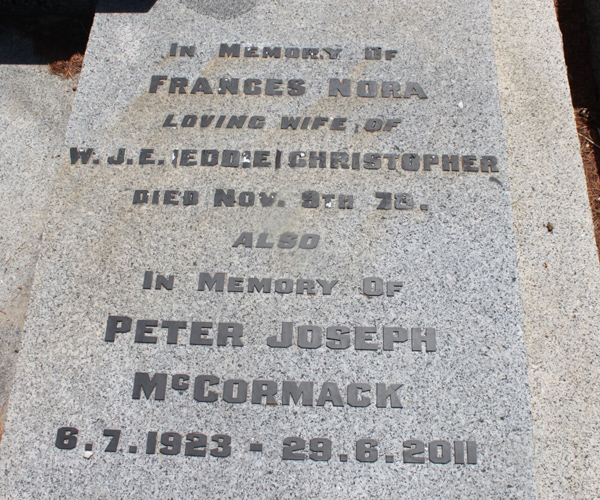 IN MEMORY OF
FRANCES NORA
LOVING WIFE OF
W. J. E. (EDDIE) CHRISTOPHER
DIED NOV. 9TH 78.
ALSO
IN MEMORY OF
PETER JOSEPH
MCCORMACK
6.7.1923 - 29.6.2011